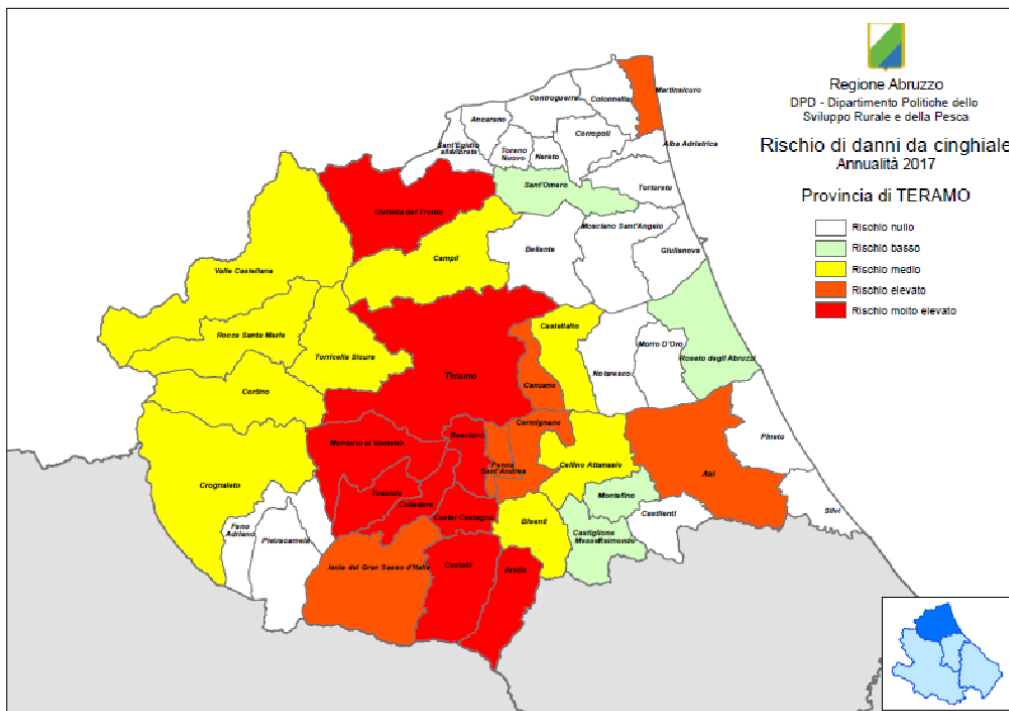 Regione Abruzzo
DPD - Dipartimento Politiche dello
Sviluppo Rurale e della Pesca
Rischio di danni da cinghiale
Annualità 2017
Provincia di TERAMO
Rischio nullo
Rischio basso
Rischio medio
Rischio elevato
Rischio molto elevato
Martinsicuro
Colonnella
Controguerra
Ancarano
Corropoli
Alba Adriatica
Sant'Egidio
alla Vibrata
Torano
Nuovo
Nereto
Tortoreto
Sant'Omero
Civitella del Tronto
Mosciano Sant'Angelo
Bellante
Giulianova
Campli
Valle Castellana
Rocca Santa Maria
Torricella Sicura
Castellalto
Morro D'Oro
Roseto degli Abruzzi
Notaresco
Teramo
Canzano
Cortino
Cermignano
Basciano
Montorio al Vomano
Pineto
Penna
Sant'Andrea
Cellino Attanasio
Atri
Crognaleto
Tossicia
Colledara
Montefino
Castel Castagna
Bisenti
Castilenti
Silvi
Fano
Adriano
Pietracamela
Castiglione
Messer Raimondo
Isola del Gran Sasso d'Italia
Castelli
Arsita